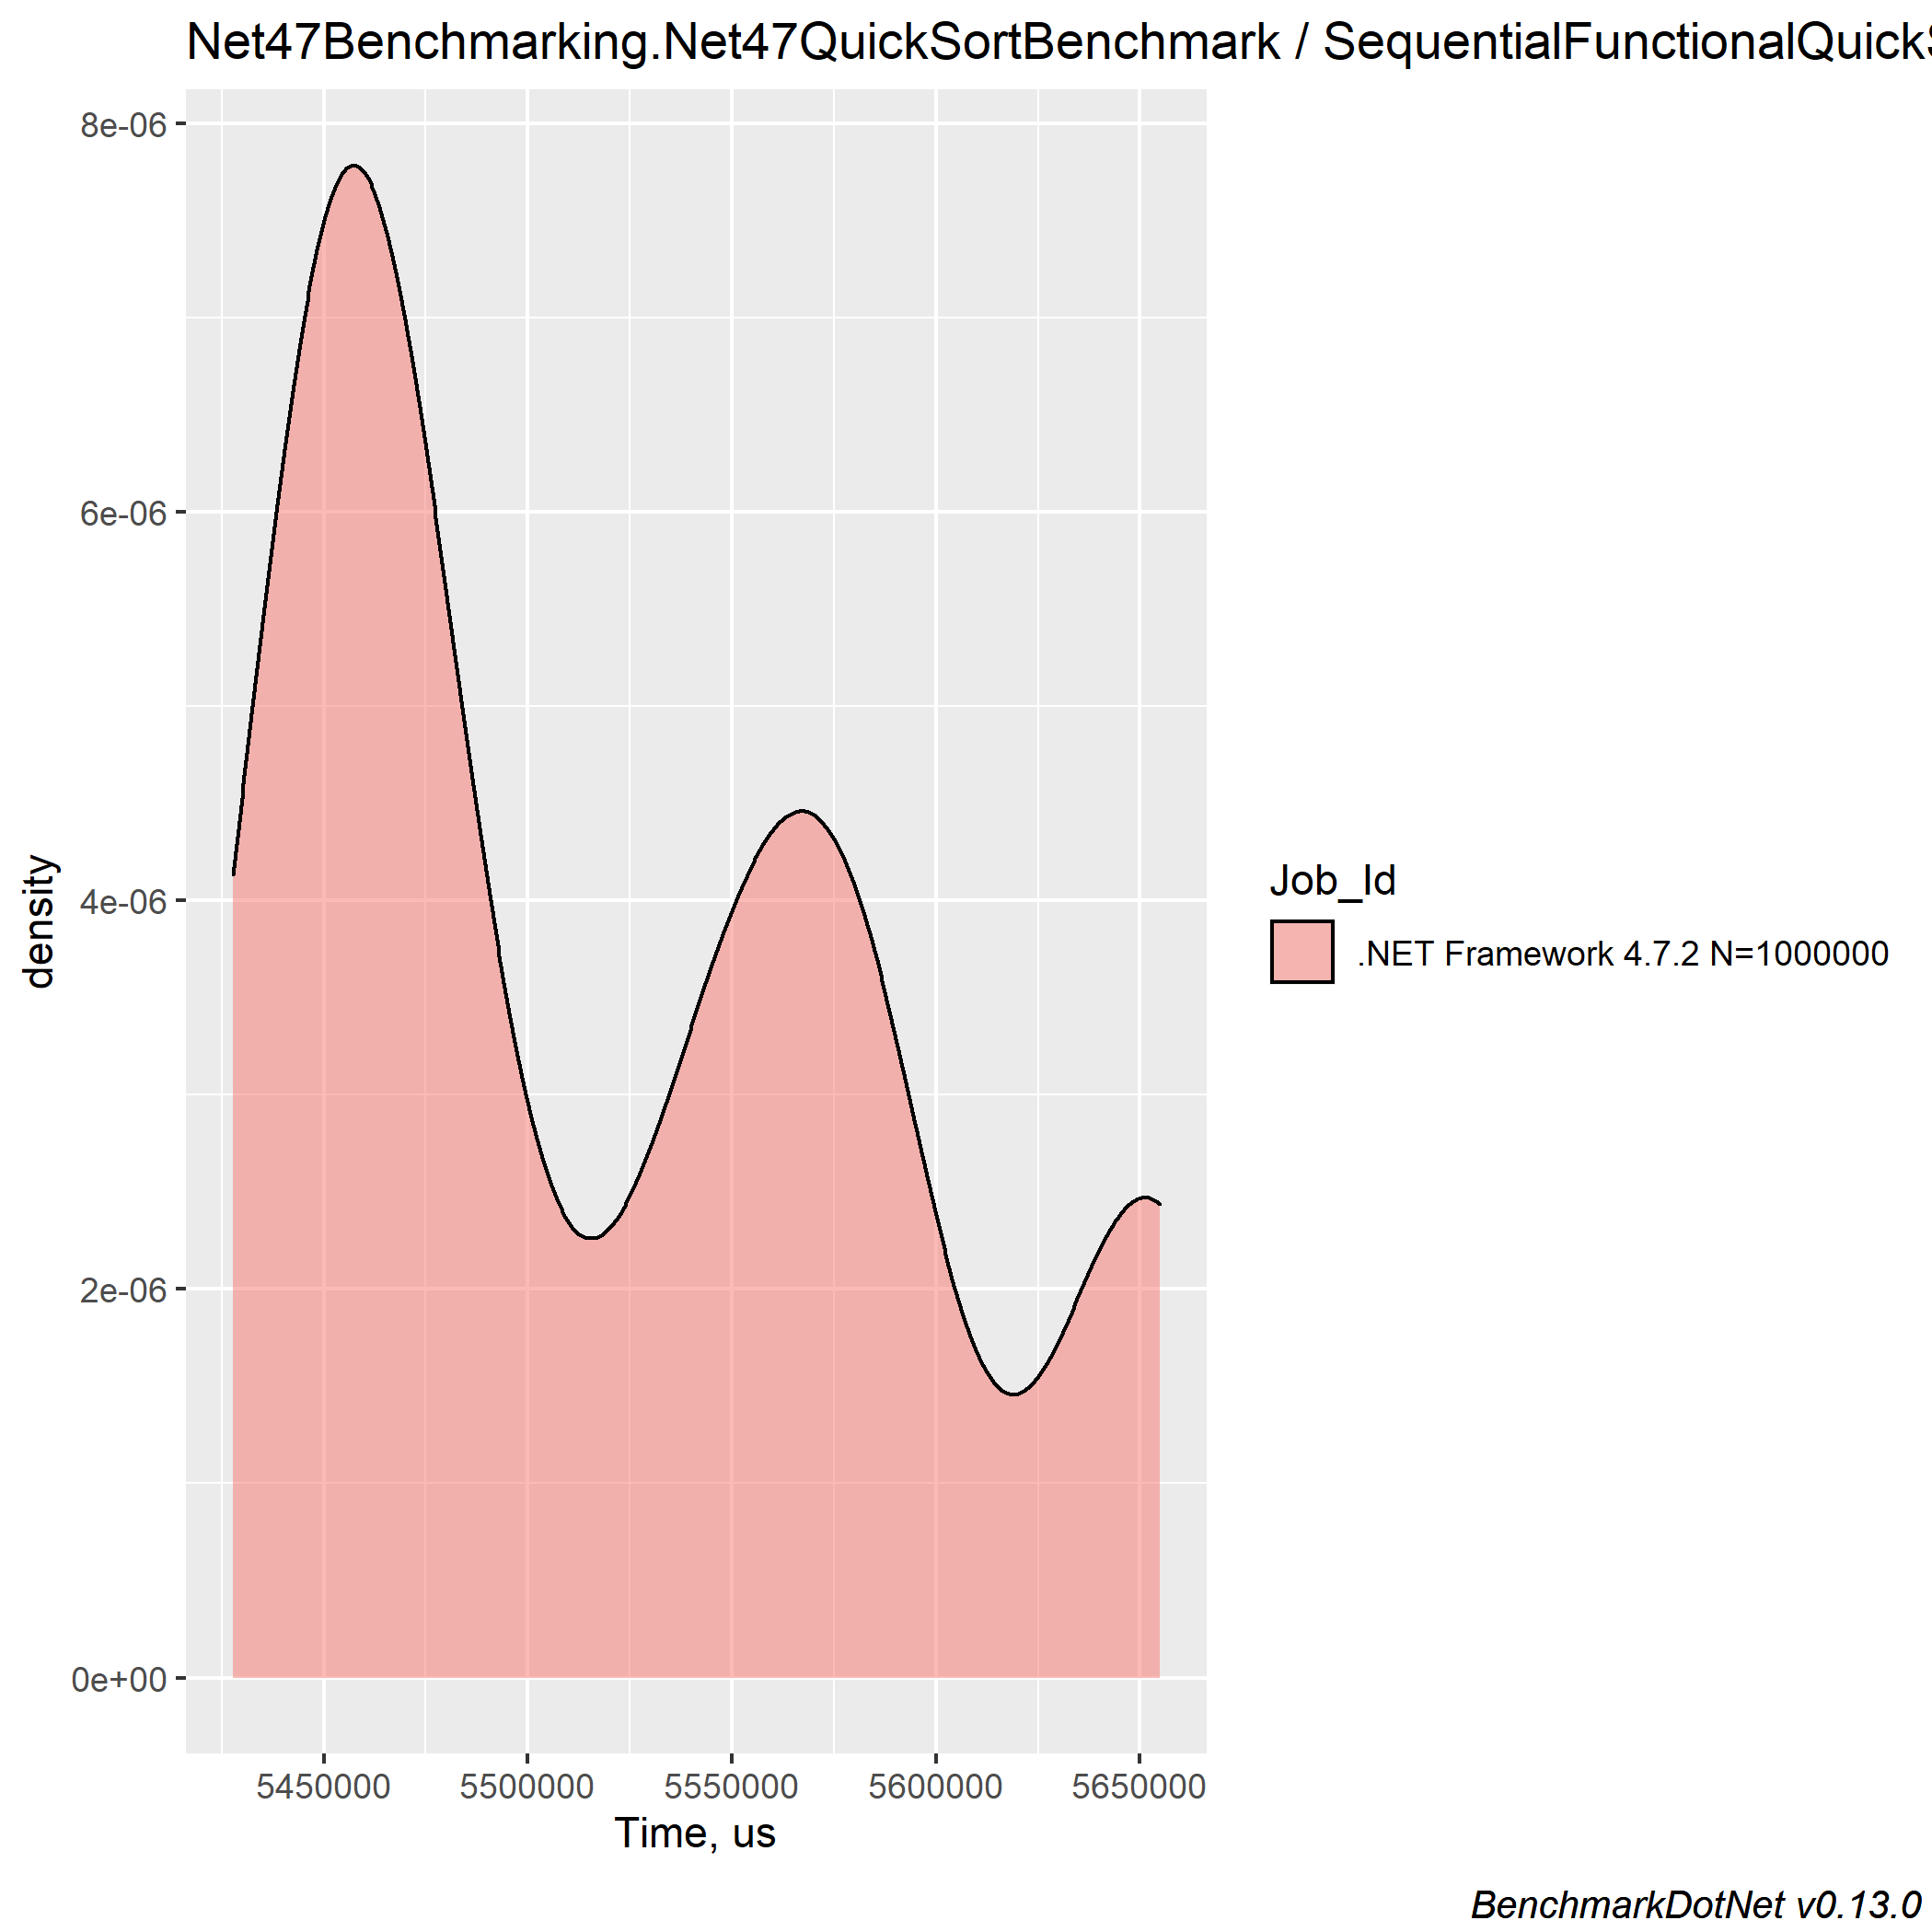 Net47Benchmarking.Net47QuickSortBenchmark / SequentialFunctionalQuick
8e-06
6e-06
4e-06
2e-06
0e+00
density
5450000 5500000 5550000 5600000 5650000
Time, us
Job_Id
.NET Framework 4.7.2 N=1000000
BenchmarkDotNet v0.13.0